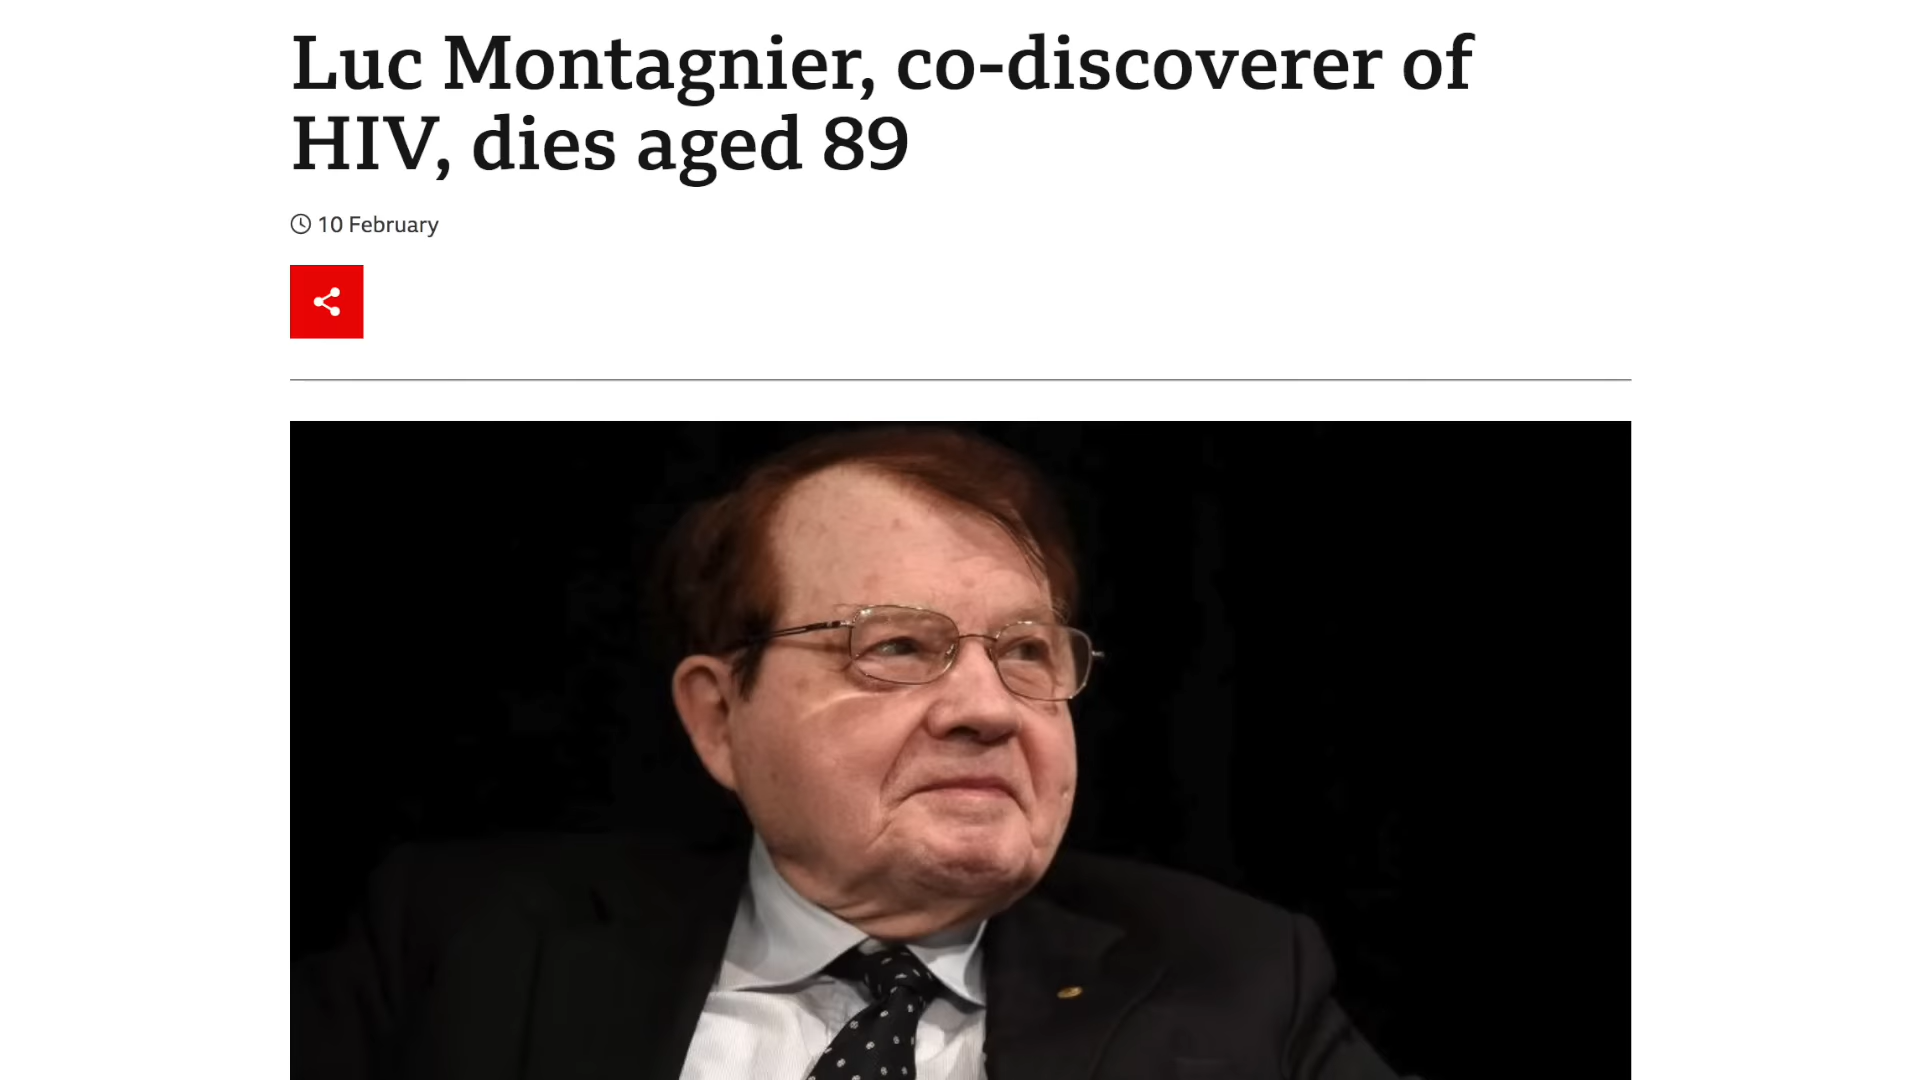 Luc Montagnier, co-discoverer of
HIV, dies aged 89
10 February